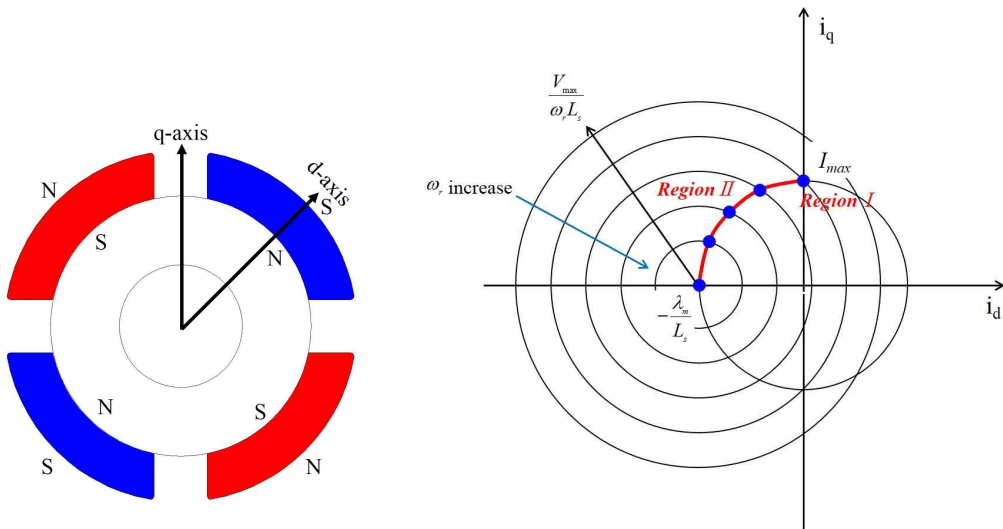 q-axis
d-axis
N
S
S
N
N
S
S
N
i_q
V_max
ω_r L_s
I_max
ω_r increase
Region II
Region I
i_d
-λ_m
L_s